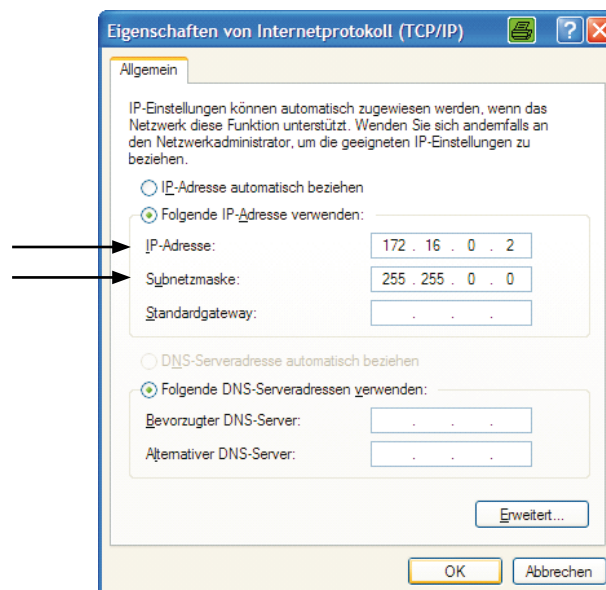 Eigenschaften von Internetprotokoll (TCP/IP)
Allgemein
IP-Einstellungen können automatisch zugewiesen werden, wenn das
Netzwerk diese Funktion unterstützt. Wenden Sie sich andernfalls an
den Netzwerkadministrator, um die geeigneten IP-Einstellungen zu
beziehen.
IP-Adresse automatisch beziehen
Folgende IP-Adresse verwenden:
IP-Adresse: 172 . 16 . 0 . 2
Subnetzmaske: 255 . 255 . 0 . 0
Standardgateway: . . .
DNS-Serveradresse automatisch beziehen
Folgende DNS-Serveradressen verwenden:
Bevorzugter DNS-Server: . . .
Alternativer DNS-Server: . . .
Erweitert...
OK Abbrechen